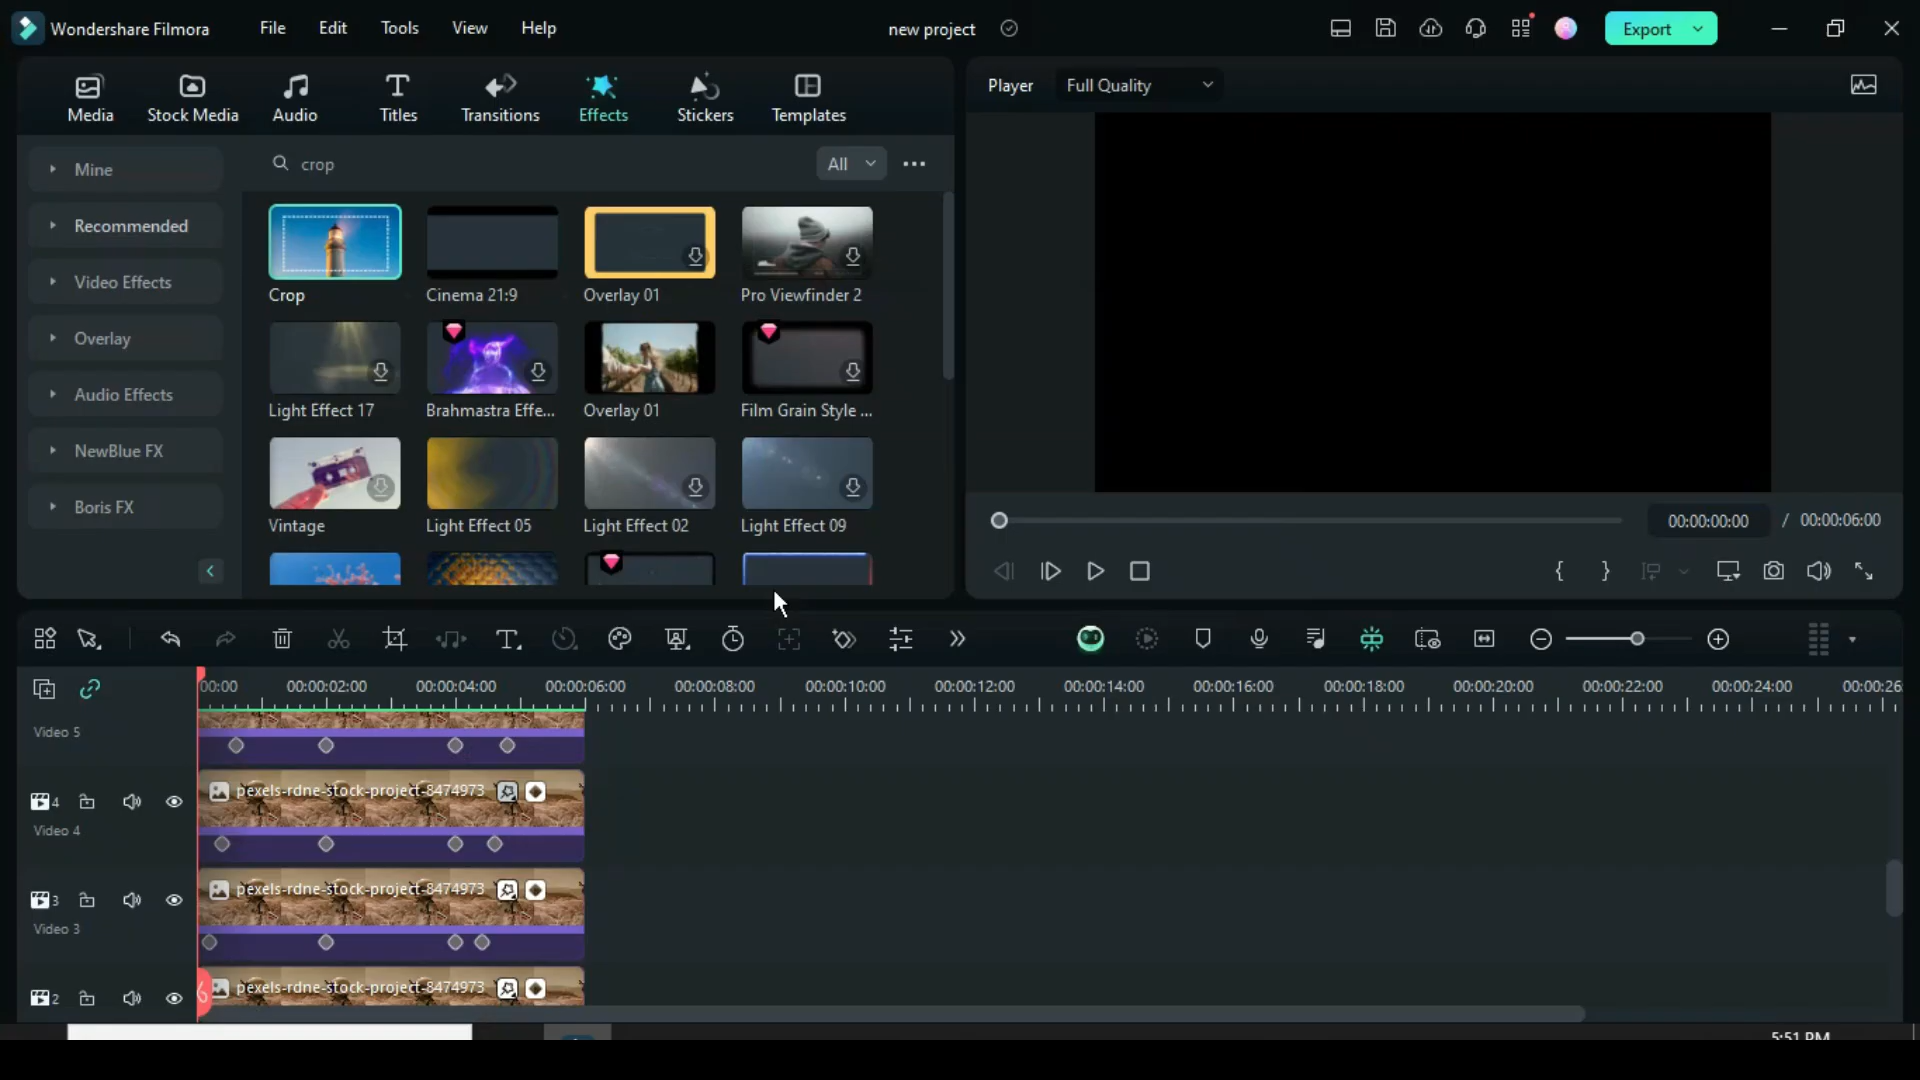 Wondershare Filmora
File
Edit
Tools
View
Help
new project
Export
Media
Stock Media
Audio
Titles
Transitions
Effects
Stickers
Templates
Player
Full Quality
Mine
Recommended
Video Effects
Overlay
Audio Effects
NewBlue FX
Boris FX
crop
All
Crop
Cinema 21:9
Overlay 01
Pro Viewfinder 2
Light Effect 17
Brahmastra Effe...
Overlay 01
Film Grain Style ...
Vintage
Light Effect 05
Light Effect 02
Light Effect 09
00:00:00:00
/ 00:00:06:00
00:00
00:00:02:00
00:00:04:00
00:00:06:00
00:00:08:00
00:00:10:00
00:00:12:00
00:00:14:00
00:00:16:00
00:00:18:00
00:00:20:00
00:00:22:00
00:00:24:00
00:00:26
Video 5
pexels-rdne-stock-project-8474973
4
Video 4
pexels-rdne-stock-project-8474973
3
Video 3
pexels-rdne-stock-project-8474973
2
5:51 PM